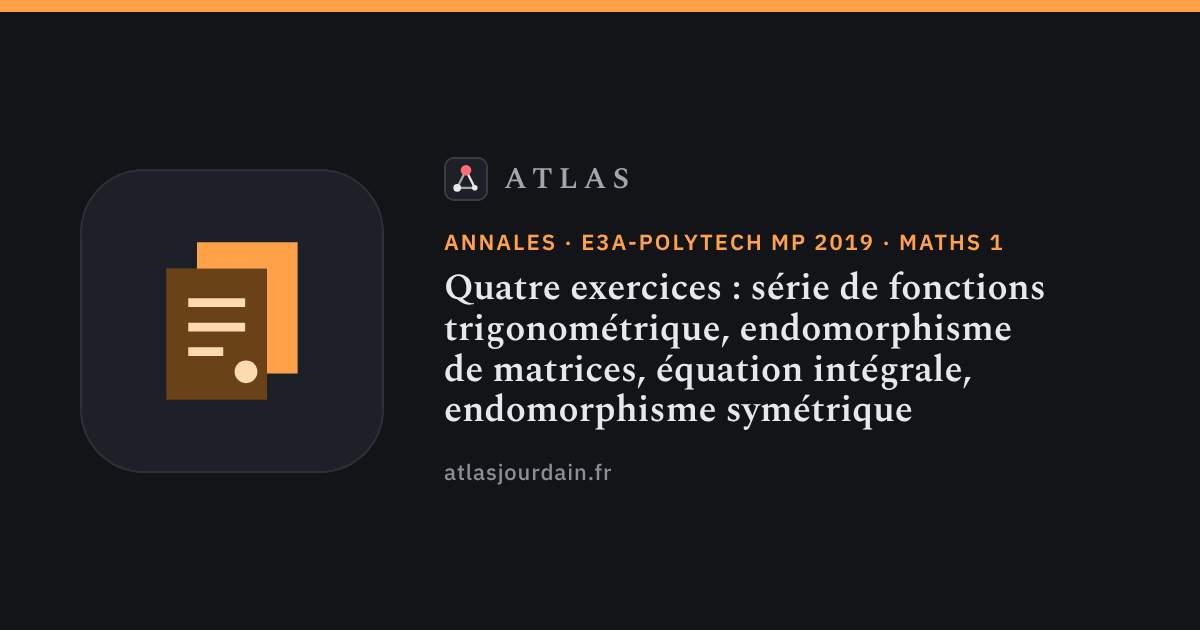 ATLAS
ANNALES · E3A-POLYTECH MP 2019 · MATHS 1
Quatre exercices : série de fonctions
trigonométrique, endomorphisme
de matrices, équation intégrale,
endomorphisme symétrique
atlasjourdain.fr